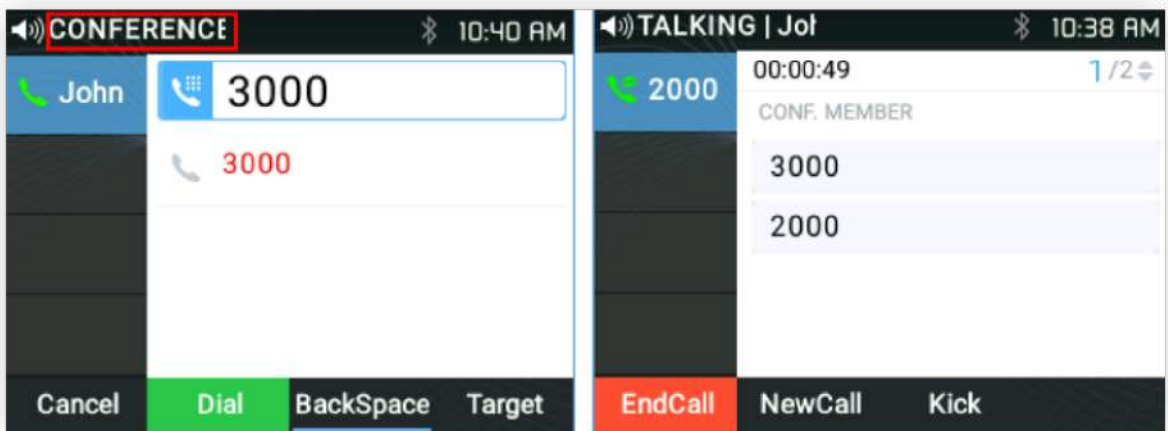 CONFERENCE
10:40 AM
John
3000
3000
Cancel Dial BackSpace Target
TALKING | Joh
10:38 AM
2000
00:00:49 1/2
CONF. MEMBER
3000
2000
EndCall NewCall Kick